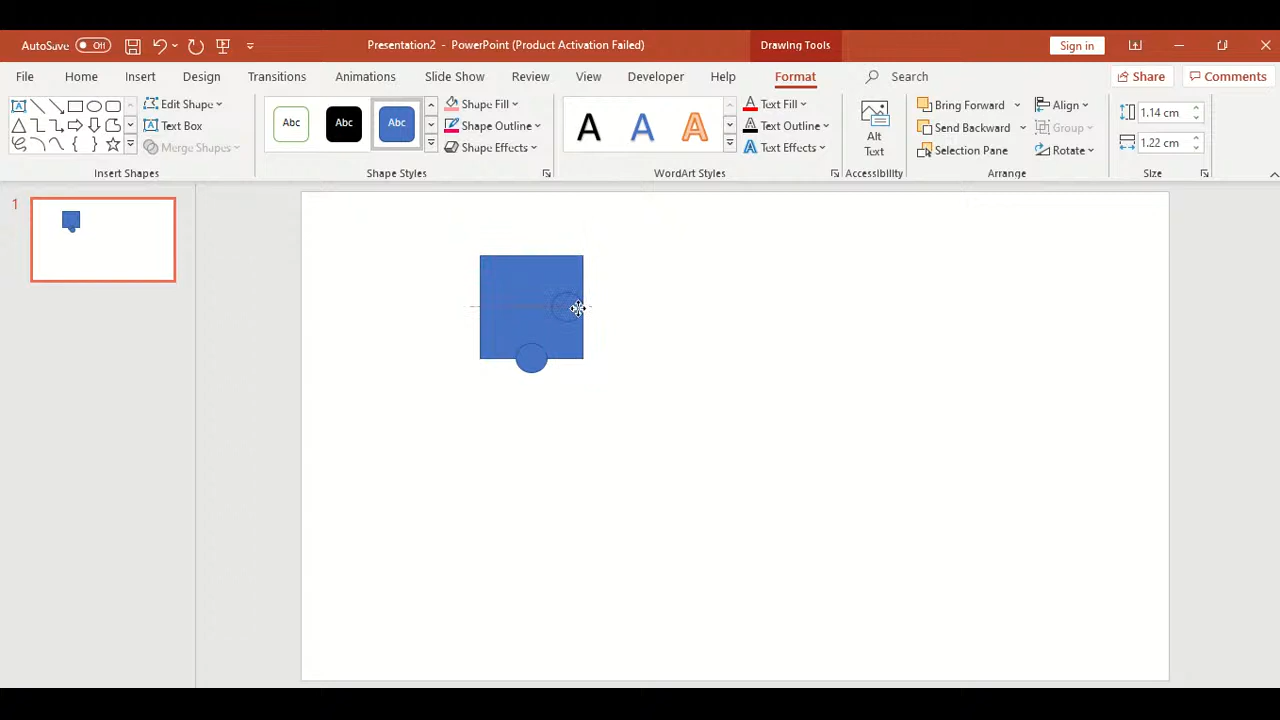 AutoSave Off Presentation2 - PowerPoint (Product Activation Failed) Drawing Tools Sign in
File Home Insert Design Transitions Animations Slide Show Review View Developer Help Format Search Share Comments
Edit Shape Abc Abc Abc Shape Fill A A A Text Fill Alt Text Bring Forward Align 1.14 cm
Text Box Shape Outline Text Outline Send Backward Group 1.22 cm
Merge Shapes Shape Effects Text Effects Selection Pane Rotate
Insert Shapes Shape Styles WordArt Styles Accessibility Arrange Size
1